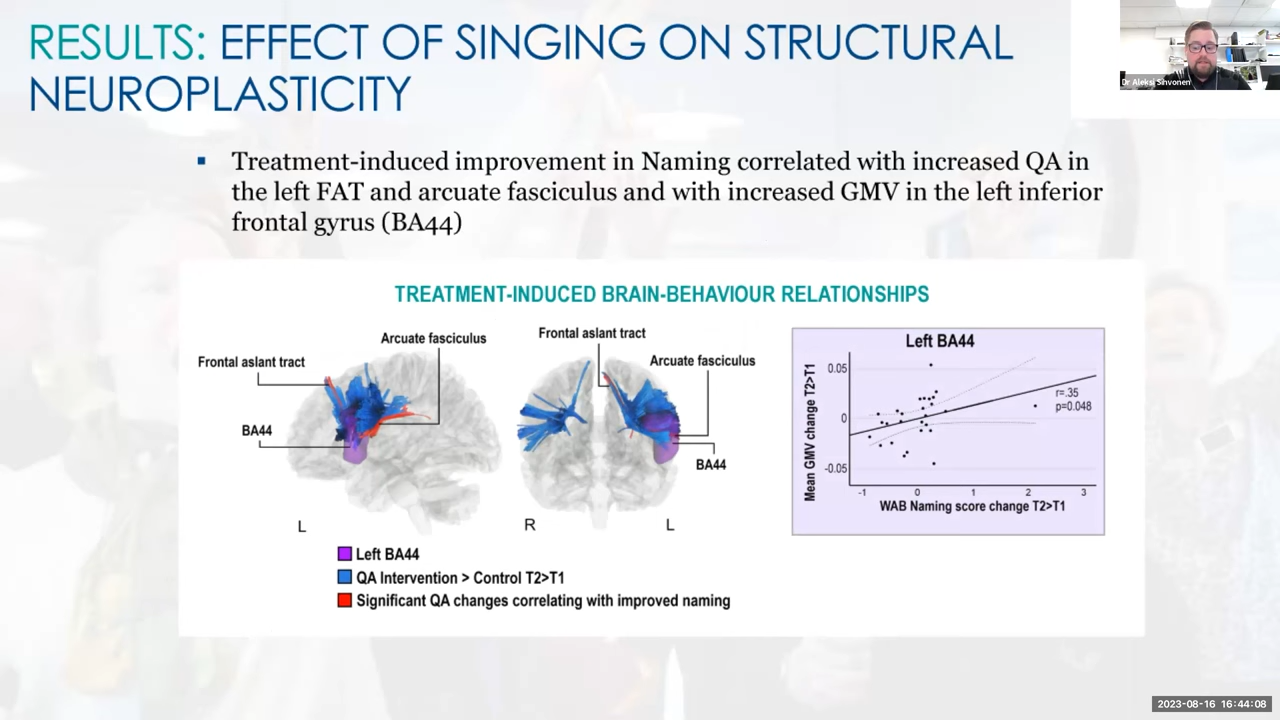 RESULTS: EFFECT OF SINGING ON STRUCTURAL
NEUROPLASTICITY
Dr Aleksi Sihvonen
▪ Treatment-induced improvement in Naming correlated with increased QA in
the left FAT and arcuate fasciculus and with increased GMV in the left inferior
frontal gyrus (BA44)
TREATMENT-INDUCED BRAIN-BEHAVIOUR RELATIONSHIPS
Frontal aslant tract
Arcuate fasciculus
BA44
L
Frontal aslant tract
Arcuate fasciculus
BA44
R
L
Left BA44
QA Intervention > Control T2>T1
Significant QA changes correlating with improved naming
Left BA44
Mean GMV change T2>T1
0.05
0
-0.05
r=.35
p=0.048
-1 0 1 2 3
WAB Naming score change T2>T1
2023-08-16 16:44:08